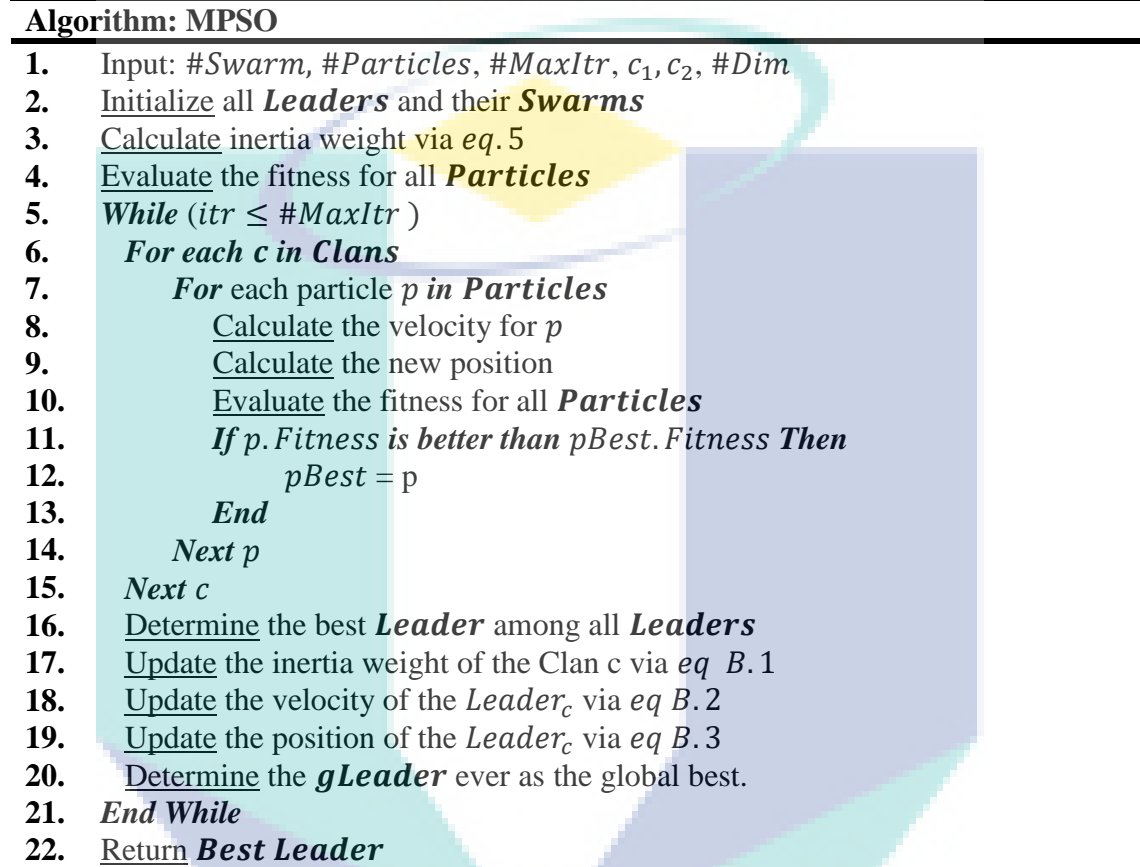 Algorithm: MPSO
1. Input: #Swarm, #Particles, #MaxItr, c₁, c₂, #Dim
2. Initialize all Leaders and their Swarms
3. Calculate inertia weight via eq. 5
4. Evaluate the fitness for all Particles
5. While (itr ≤ #MaxItr )
6. For each c in Clans
7. For each particle p in Particles
8. Calculate the velocity for p
9. Calculate the new position
10. Evaluate the fitness for all Particles
11. If p. Fitness is better than pBest. Fitness Then
12. pBest = p
13. End
14. Next p
15. Next c
16. Determine the best Leader among all Leaders
17. Update the inertia weight of the Clan c via eq B. 1
18. Update the velocity of the Leader_c via eq B. 2
19. Update the position of the Leader_c via eq B. 3
20. Determine the gLeader ever as the global best.
21. End While
22. Return Best Leader